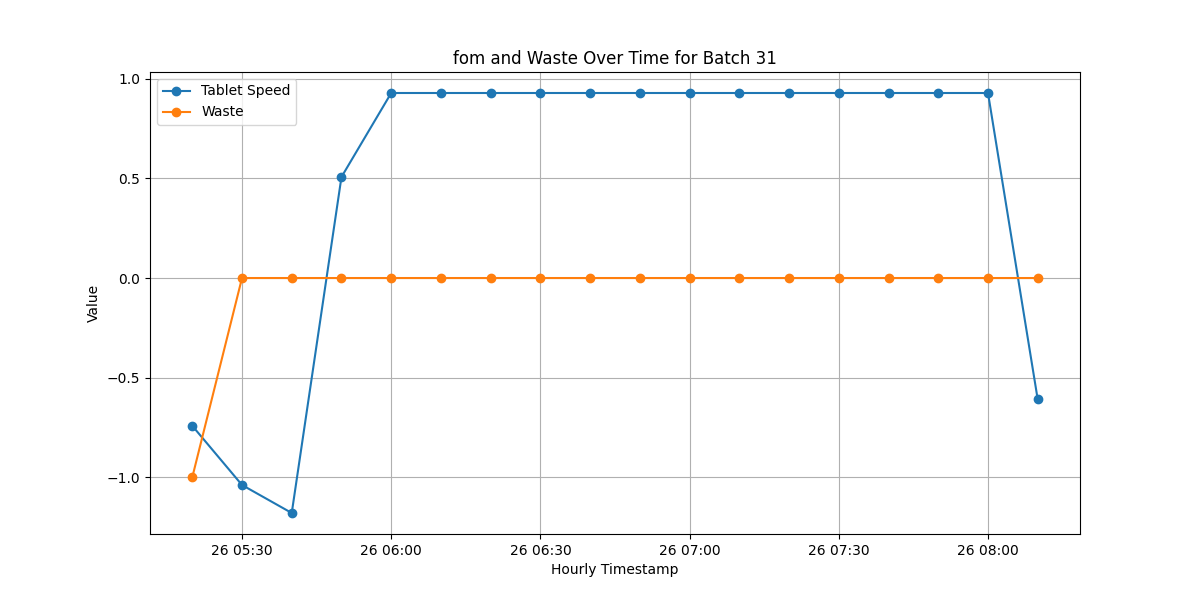 fom and Waste Over Time for Batch 31
Tablet Speed
Waste
1.0
0.5
0.0
−0.5
−1.0
Value
26 05:30
26 06:00
26 06:30
26 07:00
26 07:30
26 08:00
Hourly Timestamp